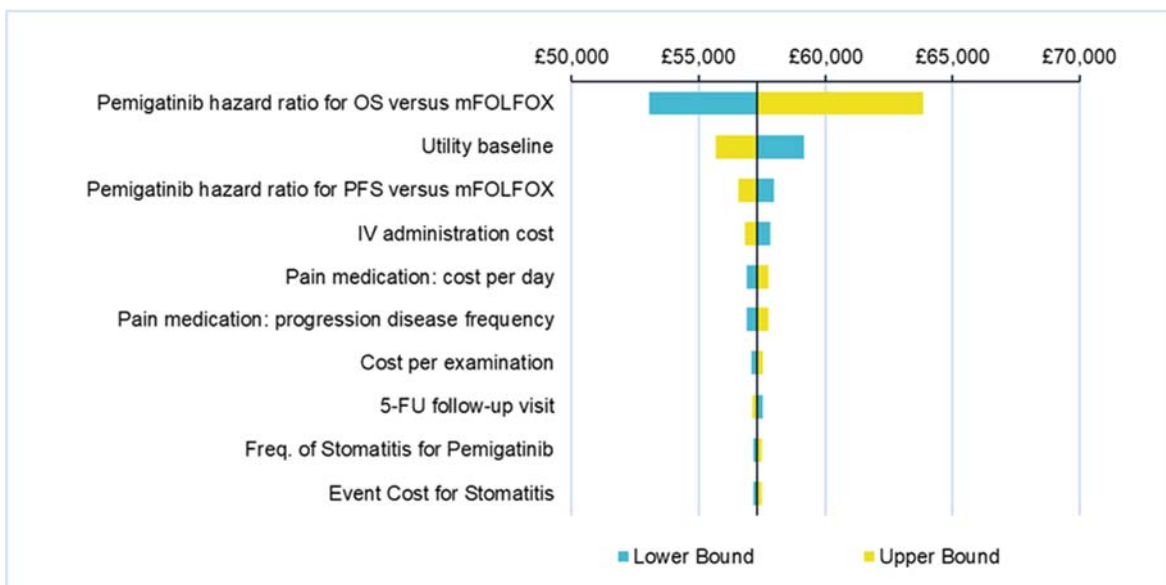 £50,000 £55,000 £60,000 £65,000 £70,000
Pemigatinib hazard ratio for OS versus mFOLFOX
Utility baseline
Pemigatinib hazard ratio for PFS versus mFOLFOX
IV administration cost
Pain medication: cost per day
Pain medication: progression disease frequency
Cost per examination
5-FU follow-up visit
Freq. of Stomatitis for Pemigatinib
Event Cost for Stomatitis
Lower Bound Upper Bound